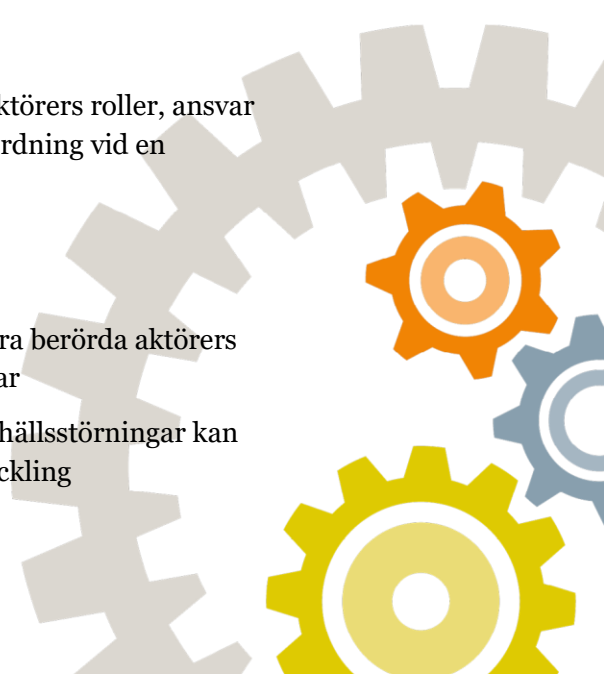 ktörers roller, ansvar
rdning vid en
ra berörda aktörers
ar
hällsstörningar kan
ckling